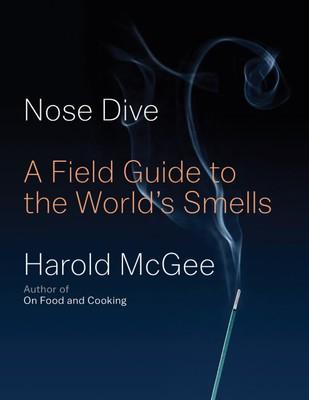 Nose Dive
A Field Guide to
the World's Smells
Harold McGee
Author of
On Food and Cooking